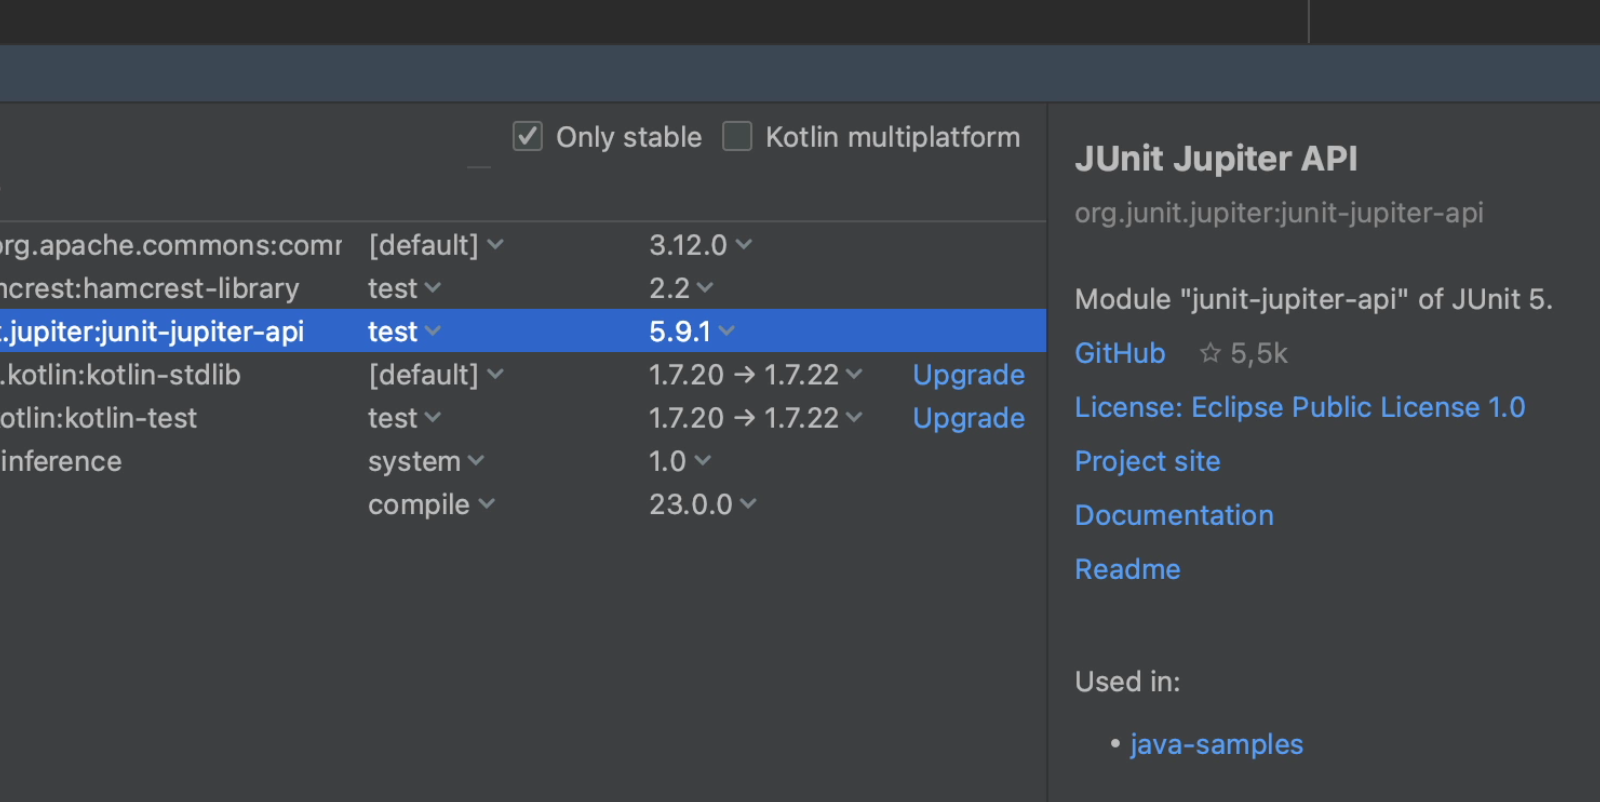 Only stable Kotlin multiplatform
org.apache.commons:comm [default] 3.12.0
mcrest:hamcrest-library test 2.2
t.jupiter:junit-jupiter-api test 5.9.1
.kotlin:kotlin-stdlib [default] 1.7.20 → 1.7.22 Upgrade
otlin:kotlin-test test 1.7.20 → 1.7.22 Upgrade
inference system 1.0
compile 23.0.0
JUnit Jupiter API
org.junit.jupiter:junit-jupiter-api
Module "junit-jupiter-api" of JUnit 5.
GitHub ☆ 5,5k
License: Eclipse Public License 1.0
Project site
Documentation
Readme
Used in:
• java-samples